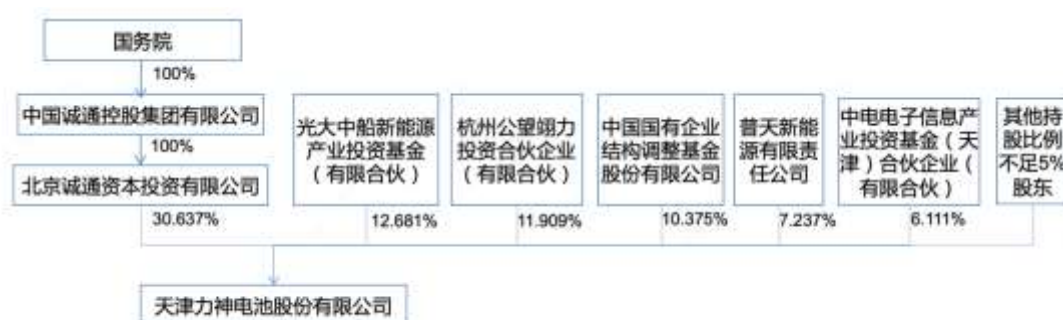 国务院
100%
中国诚通控股集团有限公司
100%
北京诚通资本投资有限公司
30.637%
光大中船新能源
产业投资基金
（有限合伙）
12.681%
杭州公望翊力
投资合伙企业
（有限合伙）
11.909%
中国国有企业
结构调整基金
股份有限公司
10.375%
普天新能
源有限责
任公司
7.237%
中电电子信息产
业投资基金（天
津）合伙企业（
有限合伙）
6.111%
其他持
股比例
不足5%
股东
天津力神电池股份有限公司